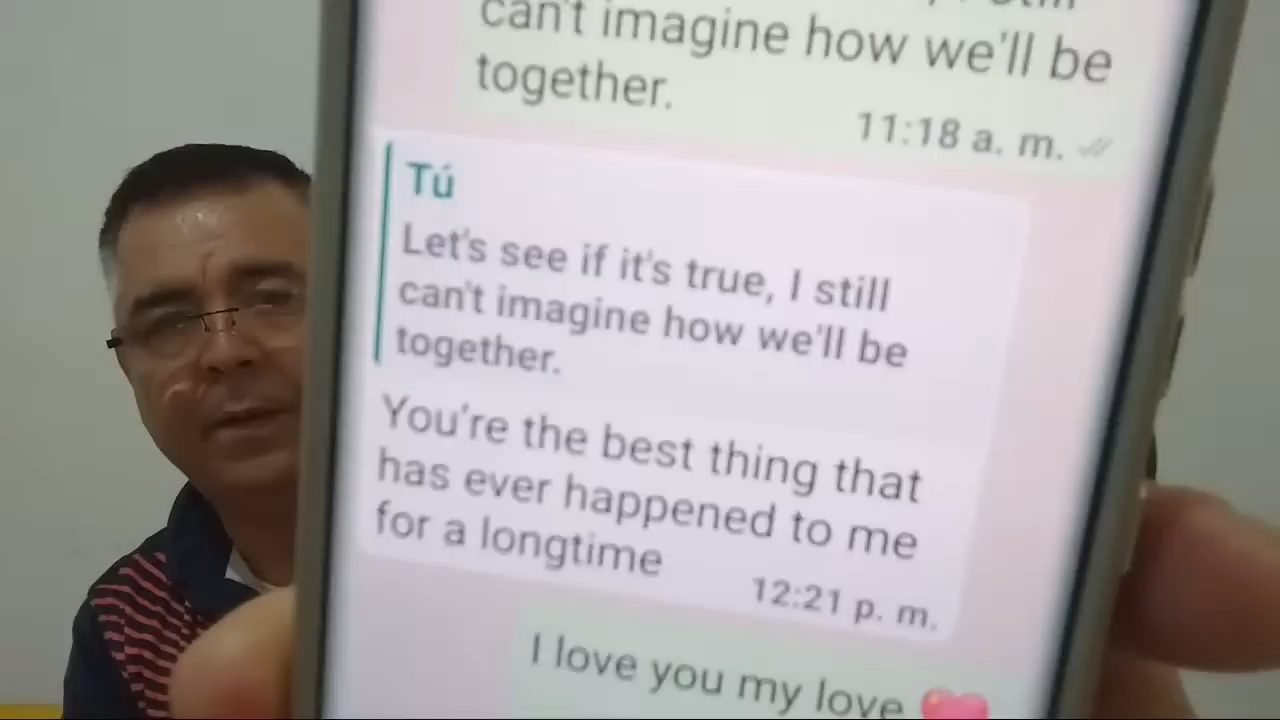 can't imagine how we'll be
together.
11:18 a. m.
Tú
Let's see if it's true, I still
can't imagine how we'll be
together.
You're the best thing that
has ever happened to me
for a longtime
12:21 p. m.
I love you my love